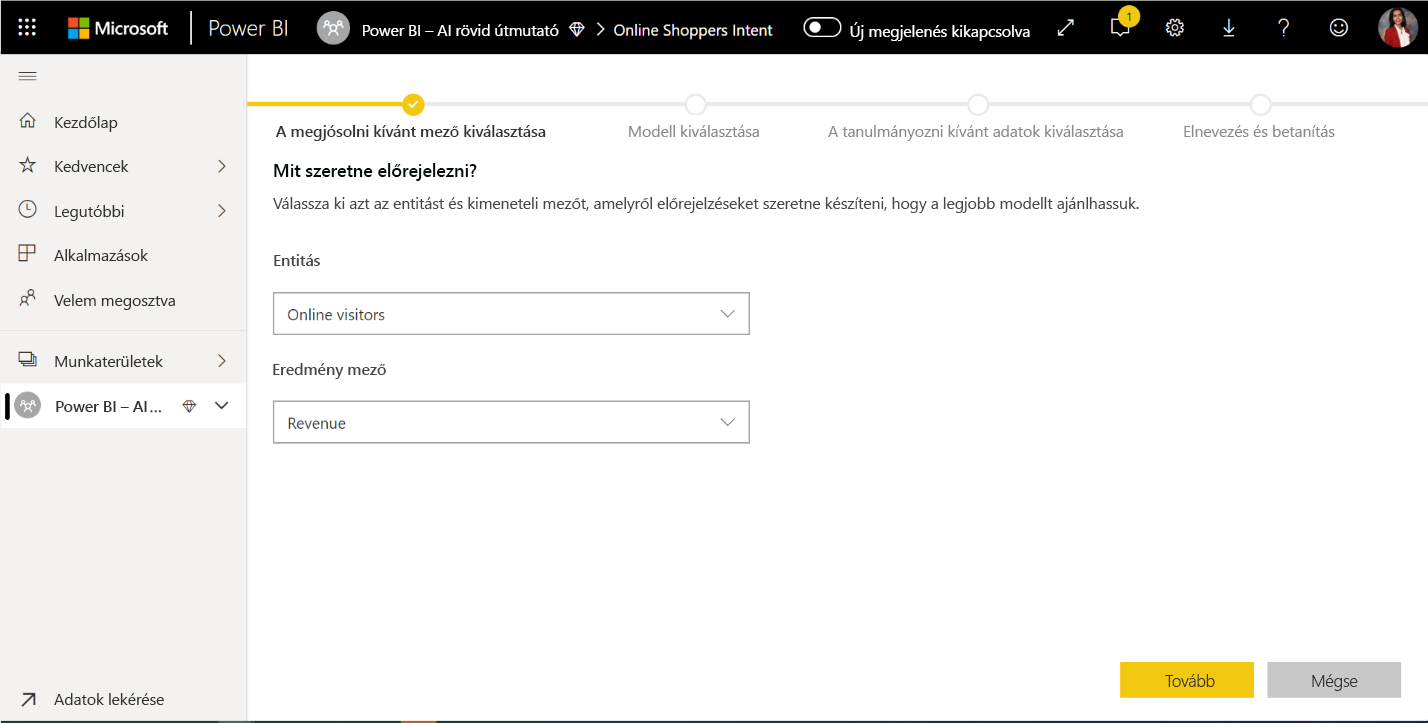 Microsoft Power BI Power BI – AI rövid útmutató Online Shoppers Intent Új megjelenés kikapcsolva 1
Kezdőlap
Kedvencek
Legutóbbi
Alkalmazások
Velem megosztva
Munkaterületek
Power BI – AI...
Adatok lekérése
A megjósolni kívánt mező kiválasztása Modell kiválasztása A tanulmányozni kívánt adatok kiválasztása Elnevezés és betanítás
Mit szeretne előrejelezni?
Válassza ki azt az entitást és kimeneteli mezőt, amelyről előrejelzéseket szeretne készíteni, hogy a legjobb modellt ajánlhassuk.
Entitás
Online visitors
Eredmény mező
Revenue
Tovább Mégse